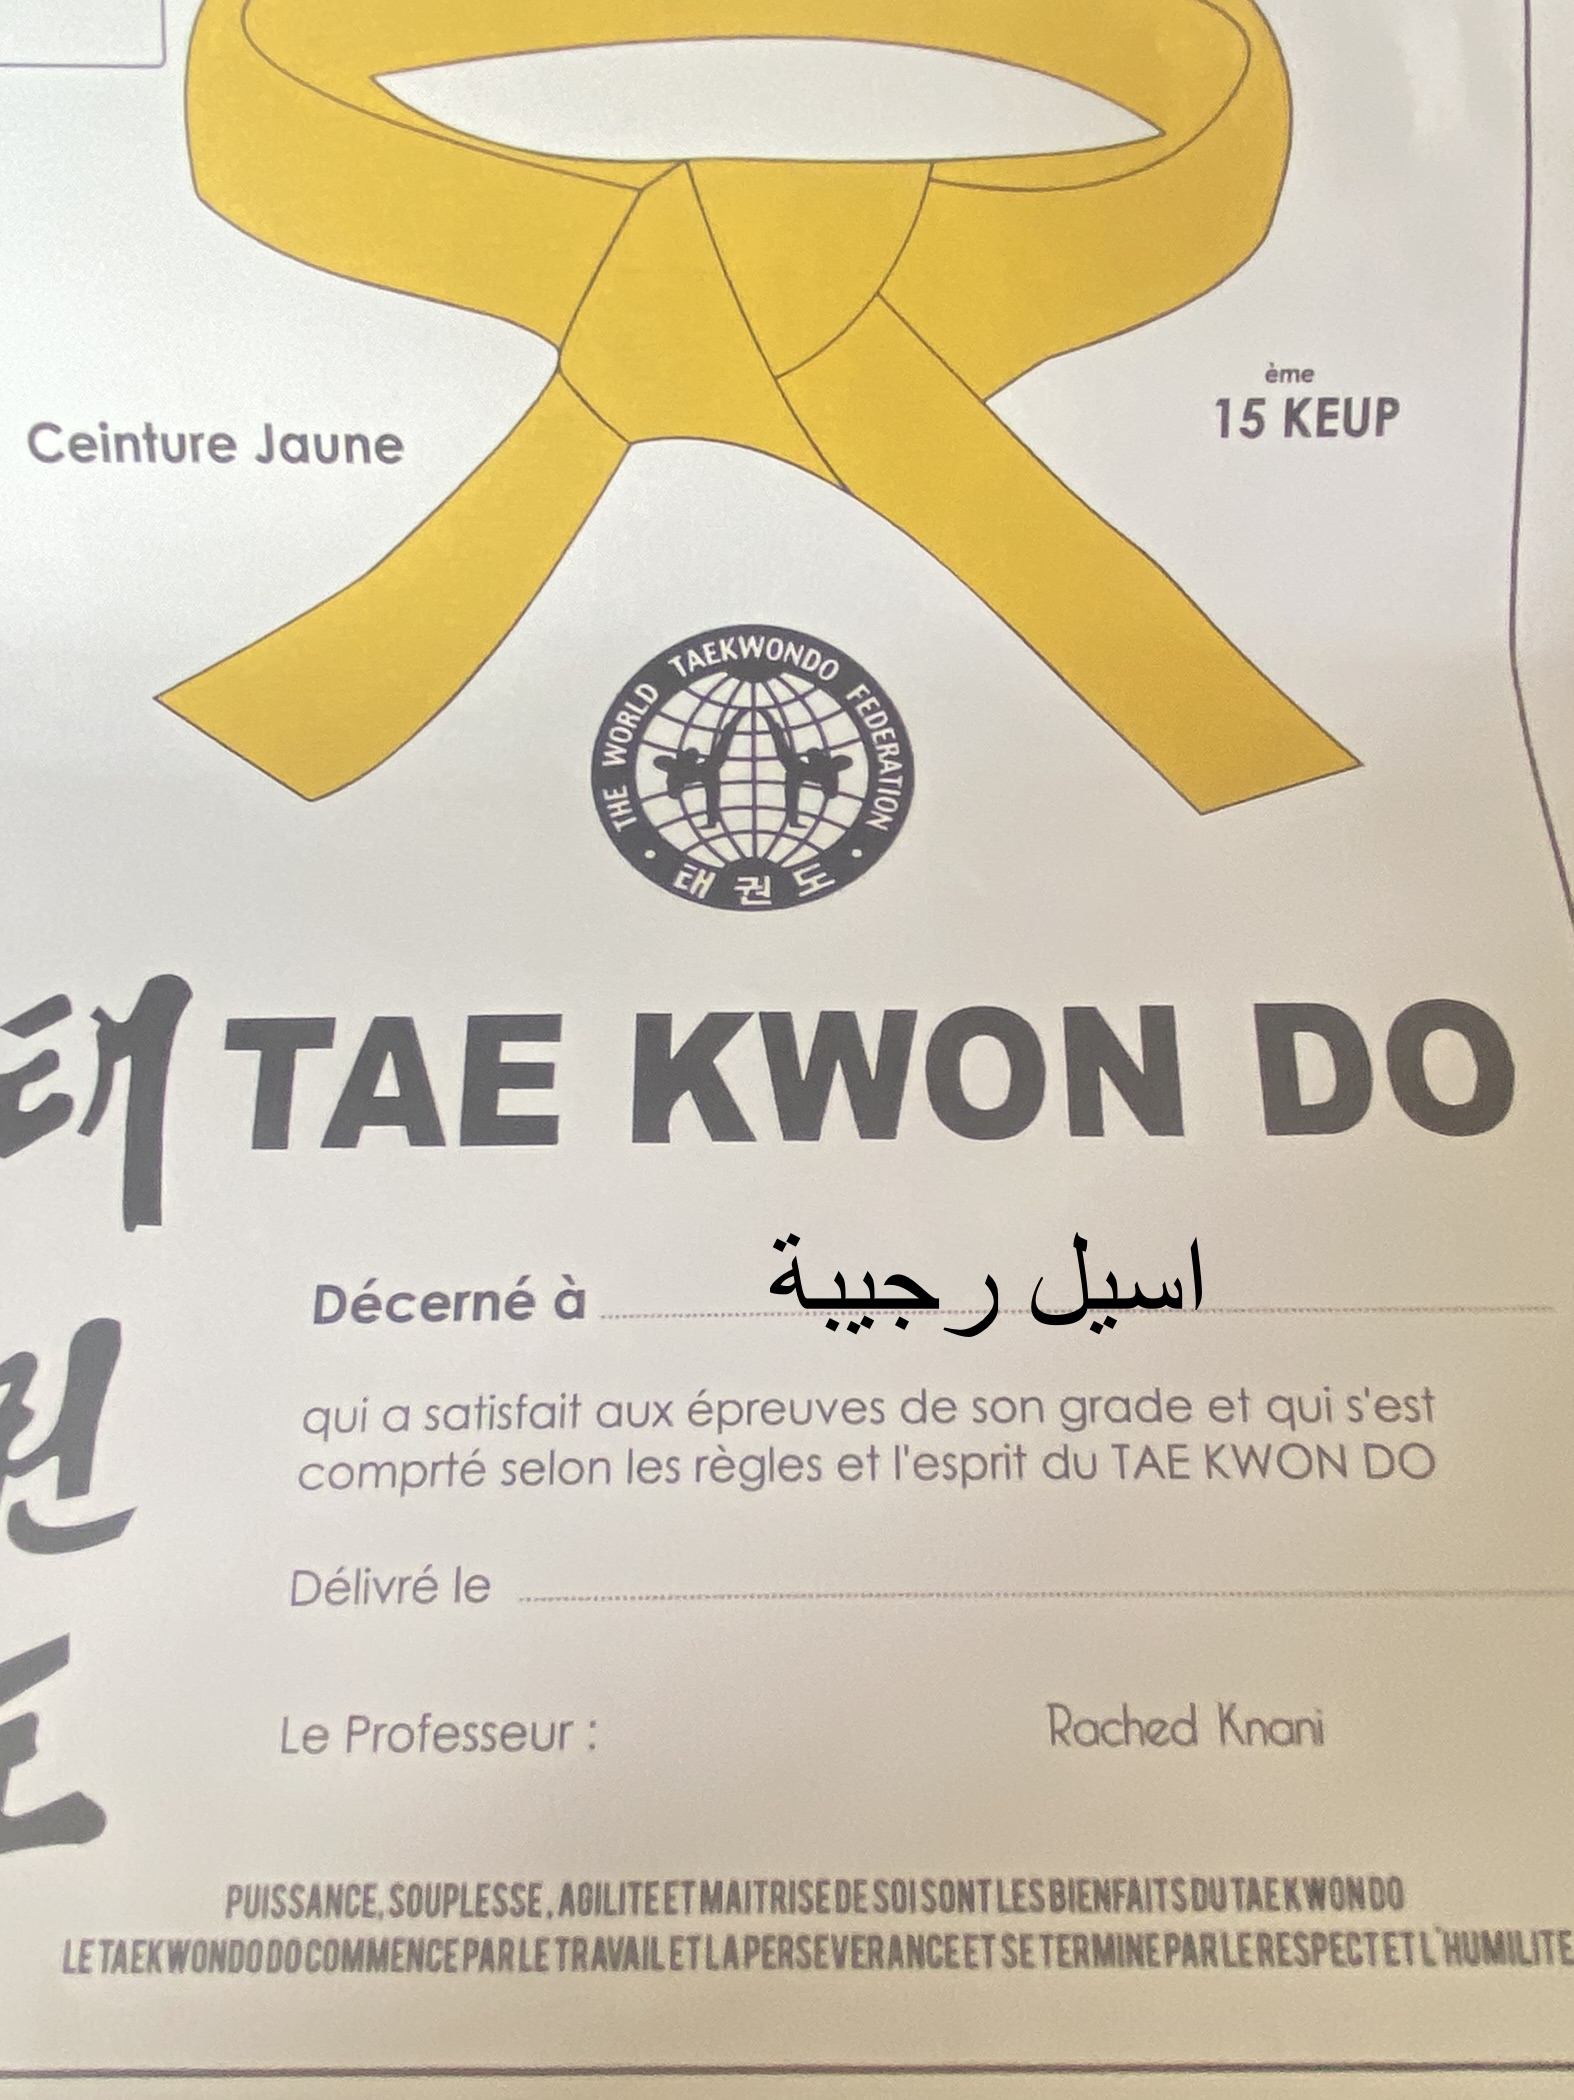 Ceinture Jaune
ème
15 KEUP
THE WORLD TAEKWONDO FEDERATION
태 권 도
태
권
도
TAE KWON DO
Décerné à
اسيل رجيبة
qui a satisfait aux épreuves de son grade et qui s'est
comprté selon les règles et l'esprit du TAE KWON DO
Délivré le
Le Professeur :
Rached Knani
PUISSANCE, SOUPLESSE, AGILITE ET MAITRISE DE SOI SONT LES BIENFAITS DU TAEKWONDO
LE TAEKWONDO DO COMMENCE PAR LE TRAVAIL ET LA PERSEVERANCE ET SE TERMINE PAR LE RESPECT ET L'HUMILITE